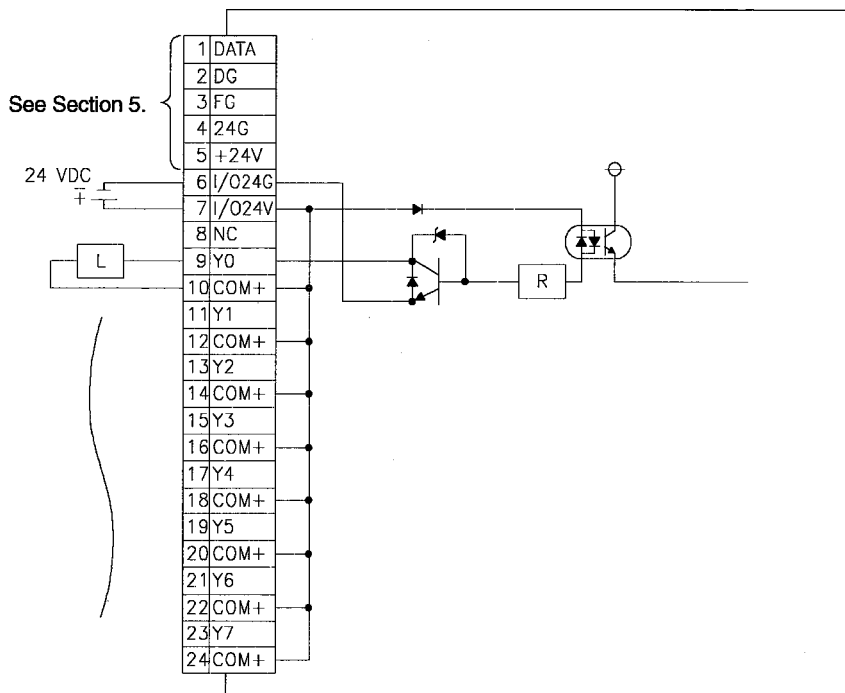 1 DATA
2 DG
See Section 5. 3 FG
4 24G
5 +24V
24 VDC 6 I/O24G
7 I/O24V
8 NC
L 9 Y0
10 COM+ R
11 Y1
12 COM+
13 Y2
14 COM+
15 Y3
16 COM+
17 Y4
18 COM+
19 Y5
20 COM+
21 Y6
22 COM+
23 Y7
24 COM+